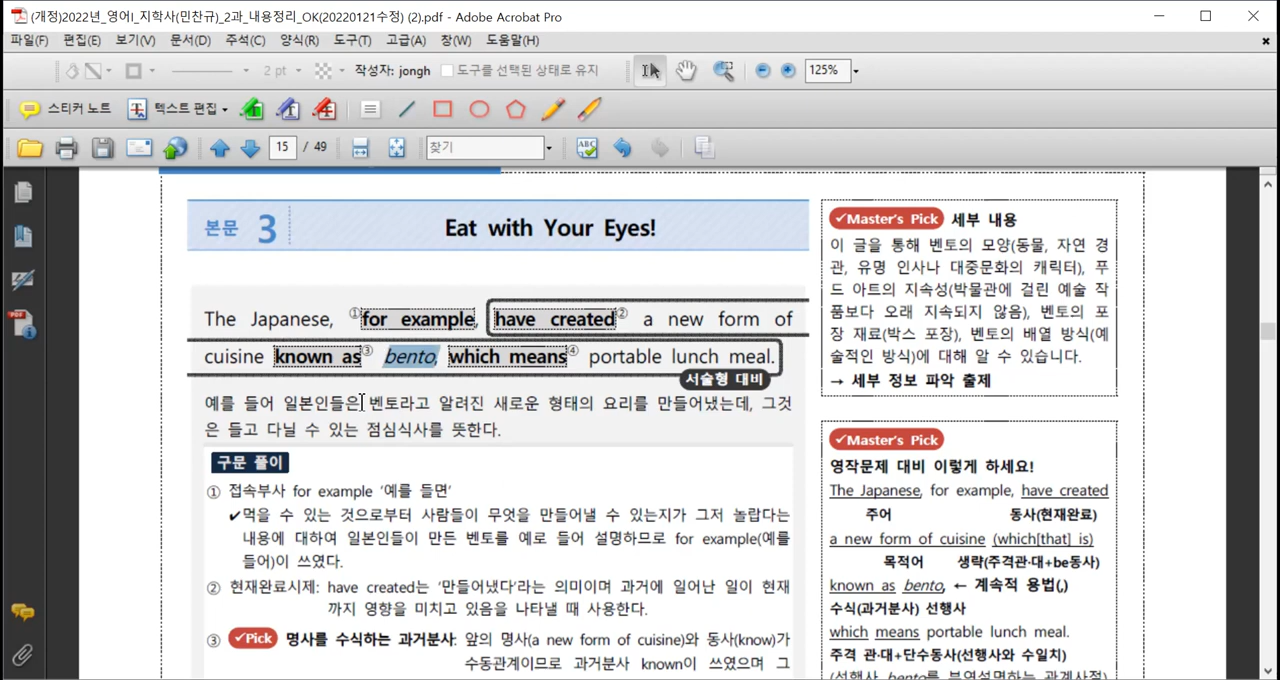 (개정)2022년_영어I_지학사(민찬규)_2과_내용정리_OK(20220121수정) (2).pdf - Adobe Acrobat Pro
파일(F) 편집(E) 보기(V) 문서(D) 주석(C) 양식(R) 도구(T) 고급(A) 창(W) 도움말(H)
2 pt 작성자: jongh 도구를 선택된 상태로 유지 125%
스티커 노트 텍스트 편집
15 / 49 찾기
본문 3 Eat with Your Eyes!
The Japanese, ①for example, have created② a new form of
cuisine known as③ bento, which means④ portable lunch meal.
서술형 대비
예를 들어 일본인들은 벤토라고 알려진 새로운 형태의 요리를 만들어냈는데, 그것
은 들고 다닐 수 있는 점심식사를 뜻한다.
구문 풀이
① 접속부사 for example ‘예를 들면’
✔먹을 수 있는 것으로부터 사람들이 무엇을 만들어낼 수 있는지가 그저 놀랍다는
내용에 대하여 일본인들이 만든 벤토를 예로 들어 설명하므로 for example(예를
들어)이 쓰였다.
② 현재완료시제: have created는 ‘만들어냈다’라는 의미이며 과거에 일어난 일이 현재
까지 영향을 미치고 있음을 나타낼 때 사용한다.
③ ✔Pick 명사를 수식하는 과거분사: 앞의 명사(a new form of cuisine)와 동사(know)가
수동관계이므로 과거분사 known이 쓰였으며 그
✔Master's Pick 세부 내용
이 글을 통해 벤토의 모양(동물, 자연 경
관, 유명 인사나 대중문화의 캐릭터), 푸
드 아트의 지속성(박물관에 걸린 예술 작
품보다 오래 지속되지 않음), 벤토의 포
장 재료(박스 포장), 벤토의 배열 방식(예
술적인 방식)에 대해 알 수 있습니다.
→ 세부 정보 파악 출제
✔Master's Pick
영작문제 대비 이렇게 하세요!
The Japanese, for example, have created
주어 동사(현재완료)
a new form of cuisine (which[that] is)
목적어 생략(주격관·대+be동사)
known as bento, ← 계속적 용법(,)
수식(과거분사) 선행사
which means portable lunch meal.
주격 관·대+단수동사(선행사와 수일치)
(선행사 bento를 부연설명하는 관계사절)